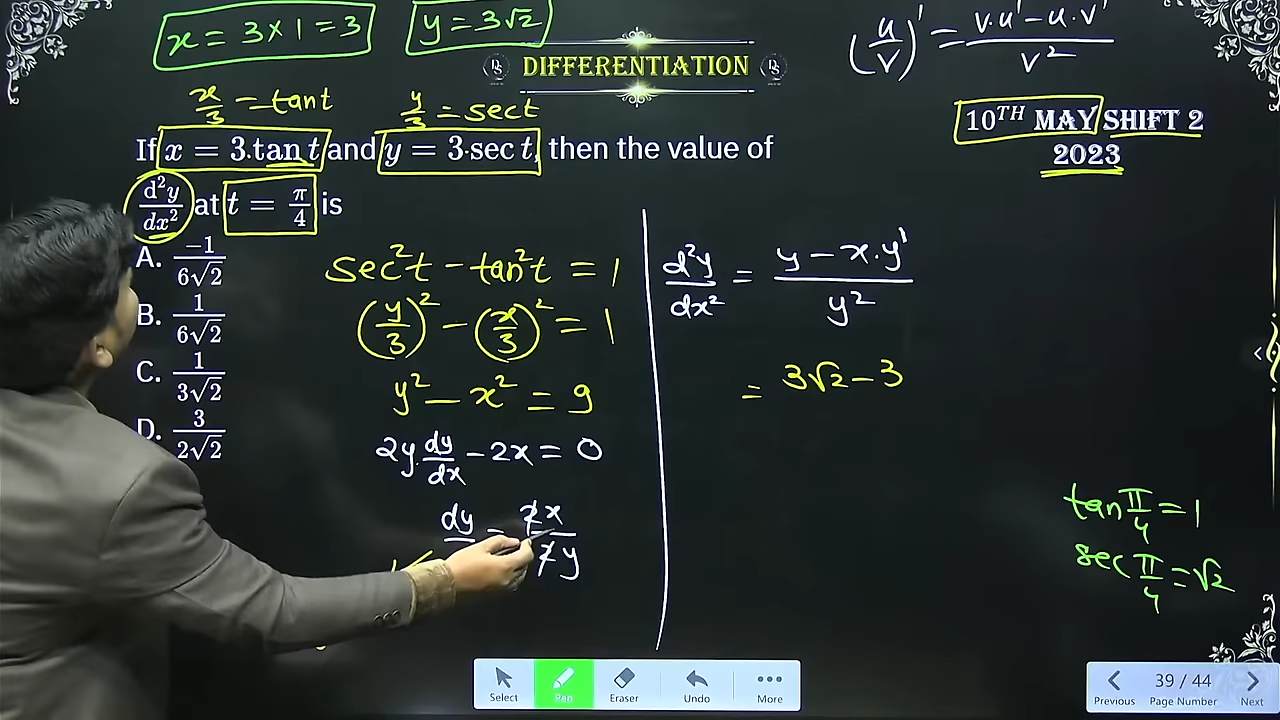 x = 3 × 1 = 3
y = 3√2
(u/v)' = (v.u' – u.v')/v²
DS
DIFFERENTIATION
DS
x/3 = tan t
y/3 = sec t
10TH MAY SHIFT 2
2023
If x = 3.tan t and y = 3.sec t, then the value of
d²y/dx² at t = π/4 is
A. -1/6√2
B. 1/6√2
C. 1/3√2
D. 3/2√2
sec²t – tan²t = 1
(y/3)² – (x/3)² = 1
y² – x² = 9
2y.dy/dx – 2x = 0
dy = 2x/2y
d²y/dx² = (y – x.y')/y²
= 3√2 – 3
tan π/4 = 1
sec π/4 = √2
Select Pen Eraser Undo More
39 / 44
Previous Page Number Next